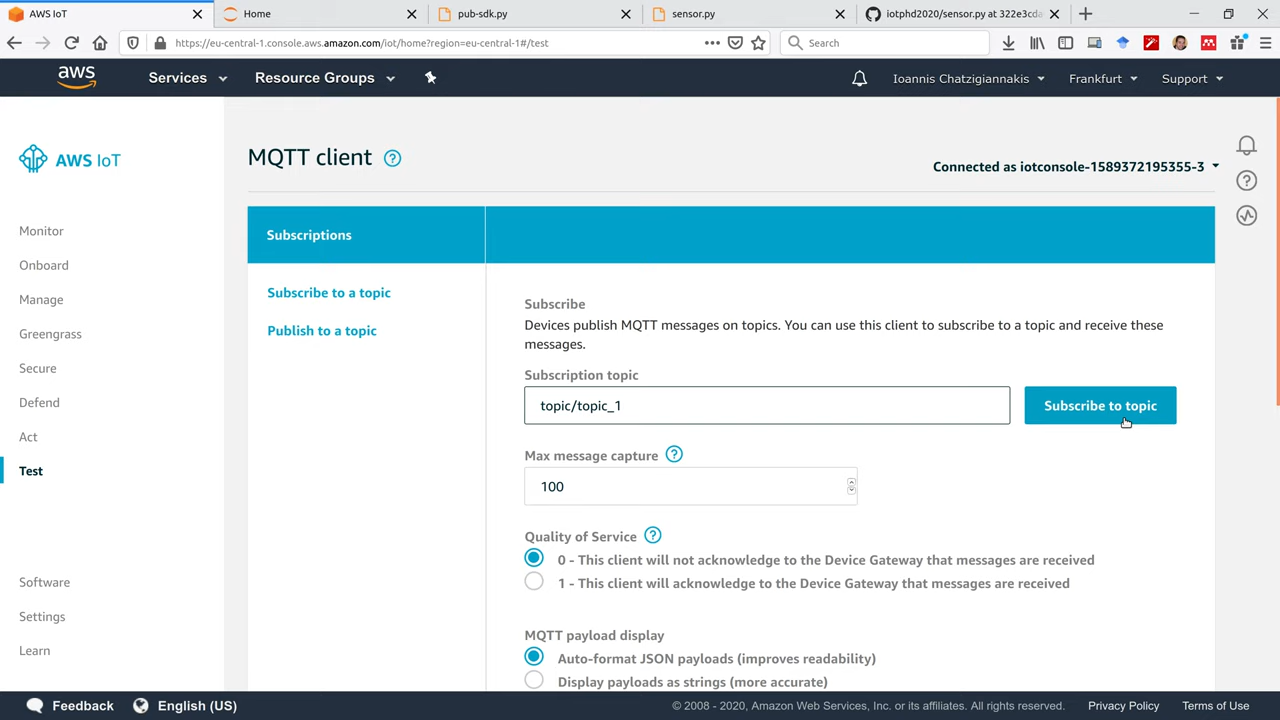 AWS IoT
Home
pub-sdk.py
sensor.py
iotphd2020/sensor.py at 322e3cda
https://eu-central-1.console.aws.amazon.com/iot/home?region=eu-central-1#/test
Search
aws
Services
Resource Groups
Ioannis Chatzigiannakis
Frankfurt
Support
AWS IoT
Monitor
Onboard
Manage
Greengrass
Secure
Defend
Act
Test
Software
Settings
Learn
MQTT client
Connected as iotconsole-1589372195355-3
Subscriptions
Subscribe to a topic
Publish to a topic
Subscribe
Devices publish MQTT messages on topics. You can use this client to subscribe to a topic and receive these
messages.
Subscription topic
topic/topic_1
Subscribe to topic
Max message capture
100
Quality of Service
0 - This client will not acknowledge to the Device Gateway that messages are received
1 - This client will acknowledge to the Device Gateway that messages are received
MQTT payload display
Auto-format JSON payloads (improves readability)
Display payloads as strings (more accurate)
Feedback
English (US)
© 2008 - 2020, Amazon Web Services, Inc. or its affiliates. All rights reserved.
Privacy Policy
Terms of Use